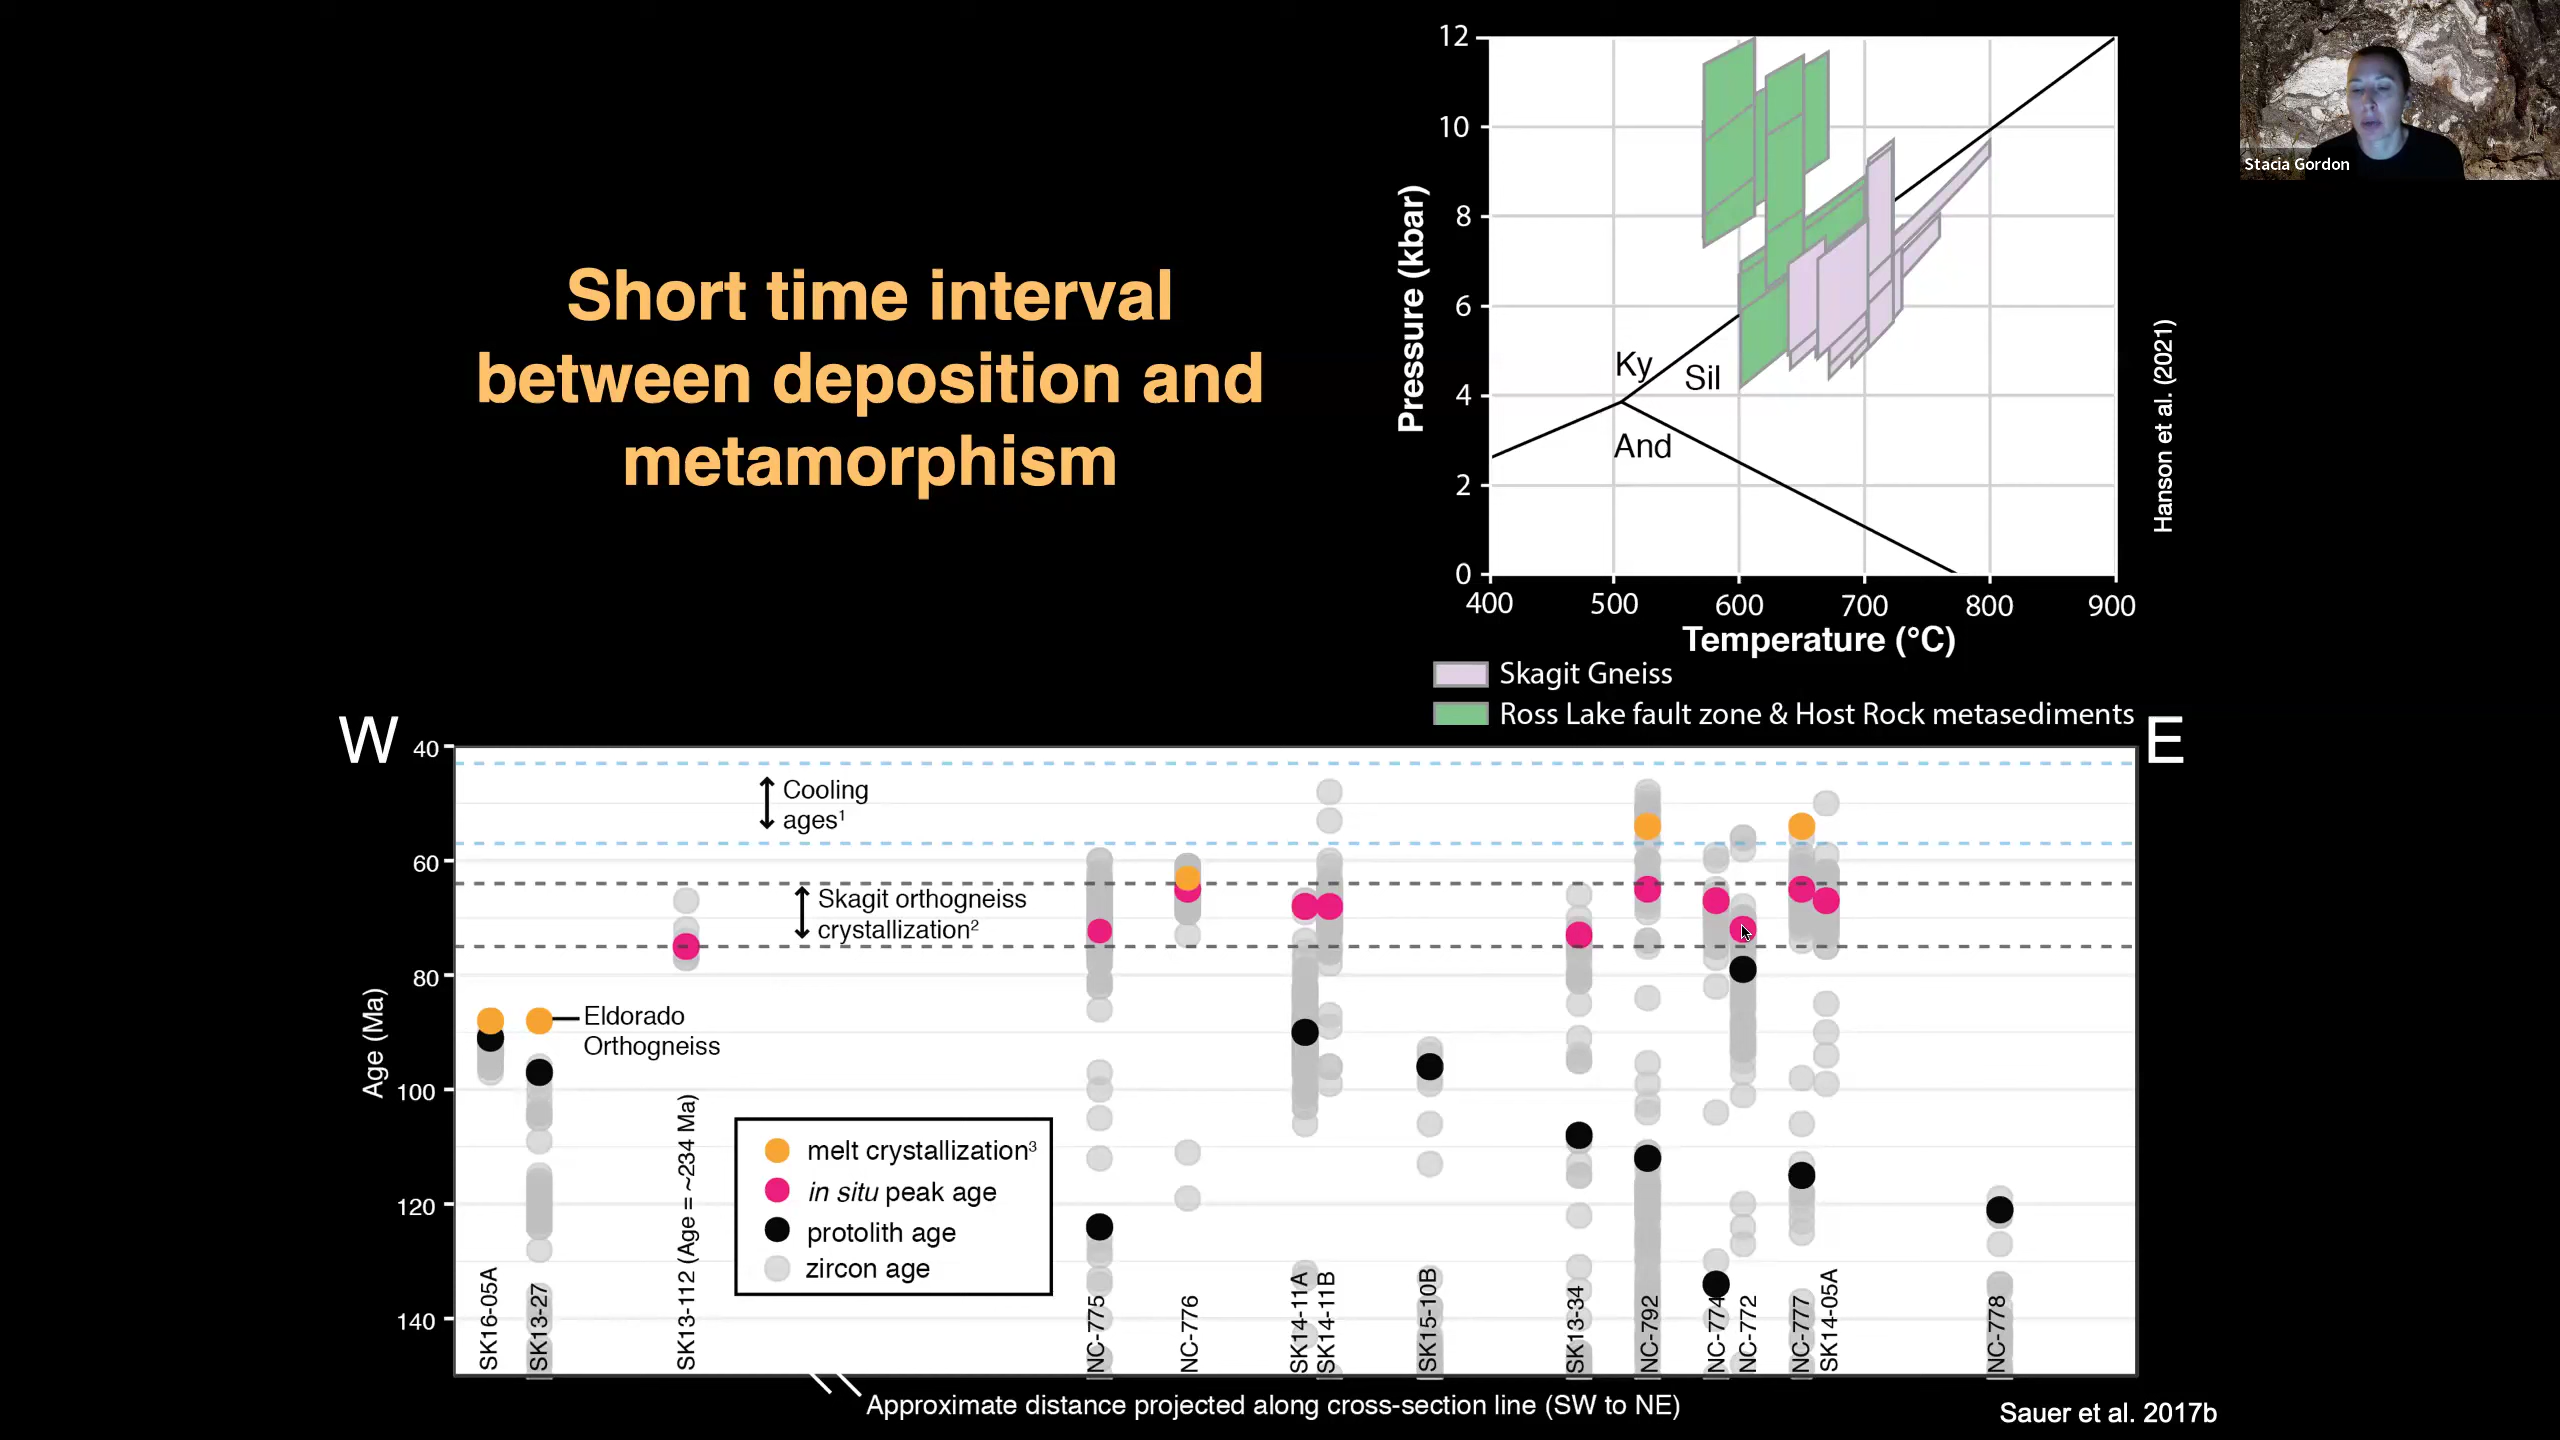 Short time interval
between deposition and
metamorphism
12
10
8
6
4
2
0
Pressure (kbar)
Ky
Sil
And
400 500 600 700 800 900
Temperature (°C)
Hanson et al. (2021)
Skagit Gneiss
Ross Lake fault zone & Host Rock metasediments
Stacia Gordon
W
E
40
60
80
100
120
140
Age (Ma)
Cooling
ages¹
Skagit orthogneiss
crystallization²
Eldorado
Orthogneiss
melt crystallization³
in situ peak age
protolith age
zircon age
SK16-05A
SK13-27
SK13-112 (Age = ~234 Ma)
NC-775
NC-776
SK14-11A
SK14-11B
SK15-10B
SK13-34
NC-792
NC-774
NC-772
NC-777
SK14-05A
NC-778
Approximate distance projected along cross-section line (SW to NE)
Sauer et al. 2017b